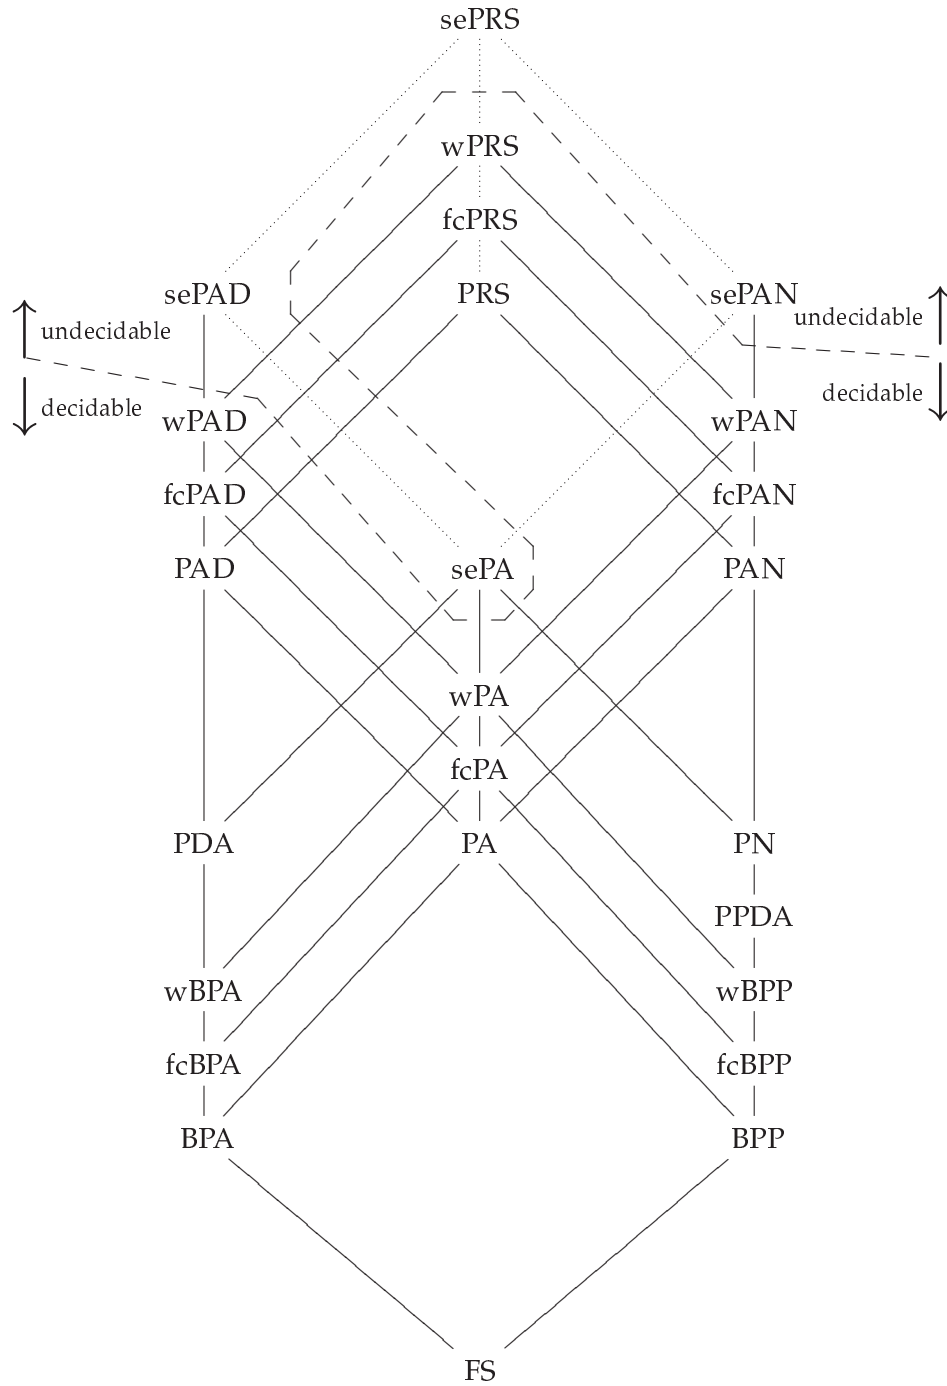 sePRS
wPRS
fcPRS
sePAD PRS sePAN
undecidable undecidable
decidable decidable
wPAD wPAN
fcPAD fcPAN
PAD sePA PAN
wPA
fcPA
PDA PA PN
PPDA
wBPA wBPP
fcBPA fcBPP
BPA BPP
FS